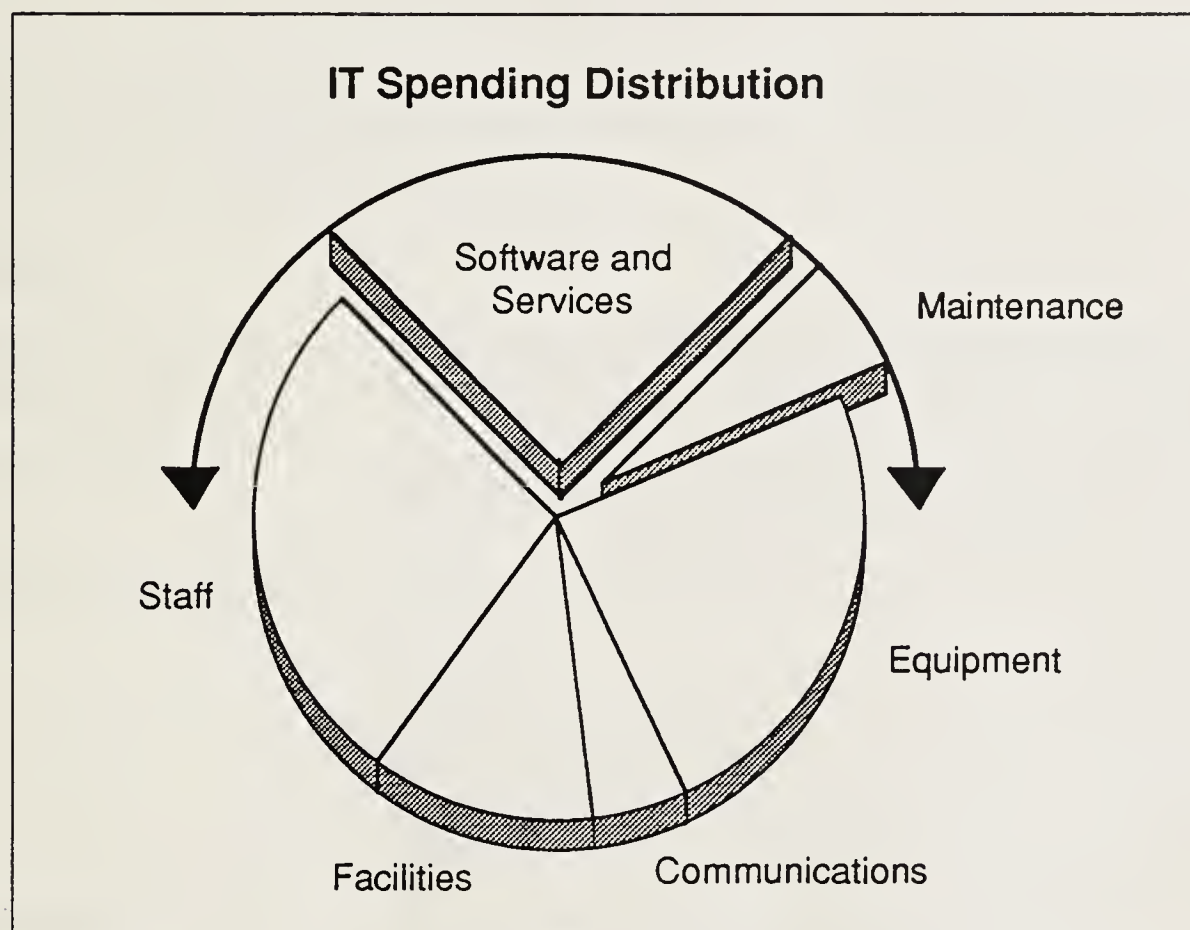 IT Spending Distribution
Software and
Services
Maintenance
Staff
Equipment
Facilities
Communications